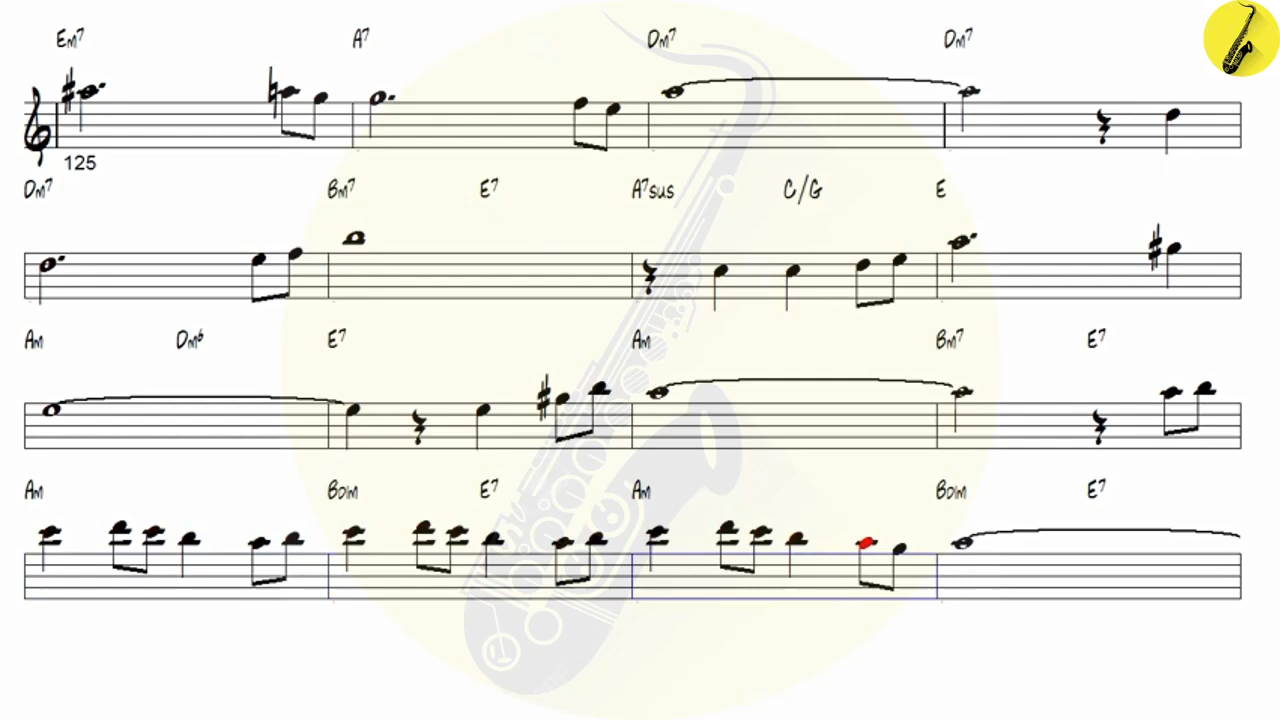 Em7 A7 Dm7 Dm7
125
Dm7 Bm7 E7 A7sus C/G E
Am Dm6 E7 Am Bm7 E7
Am Bdim E7 Am Bdim E7